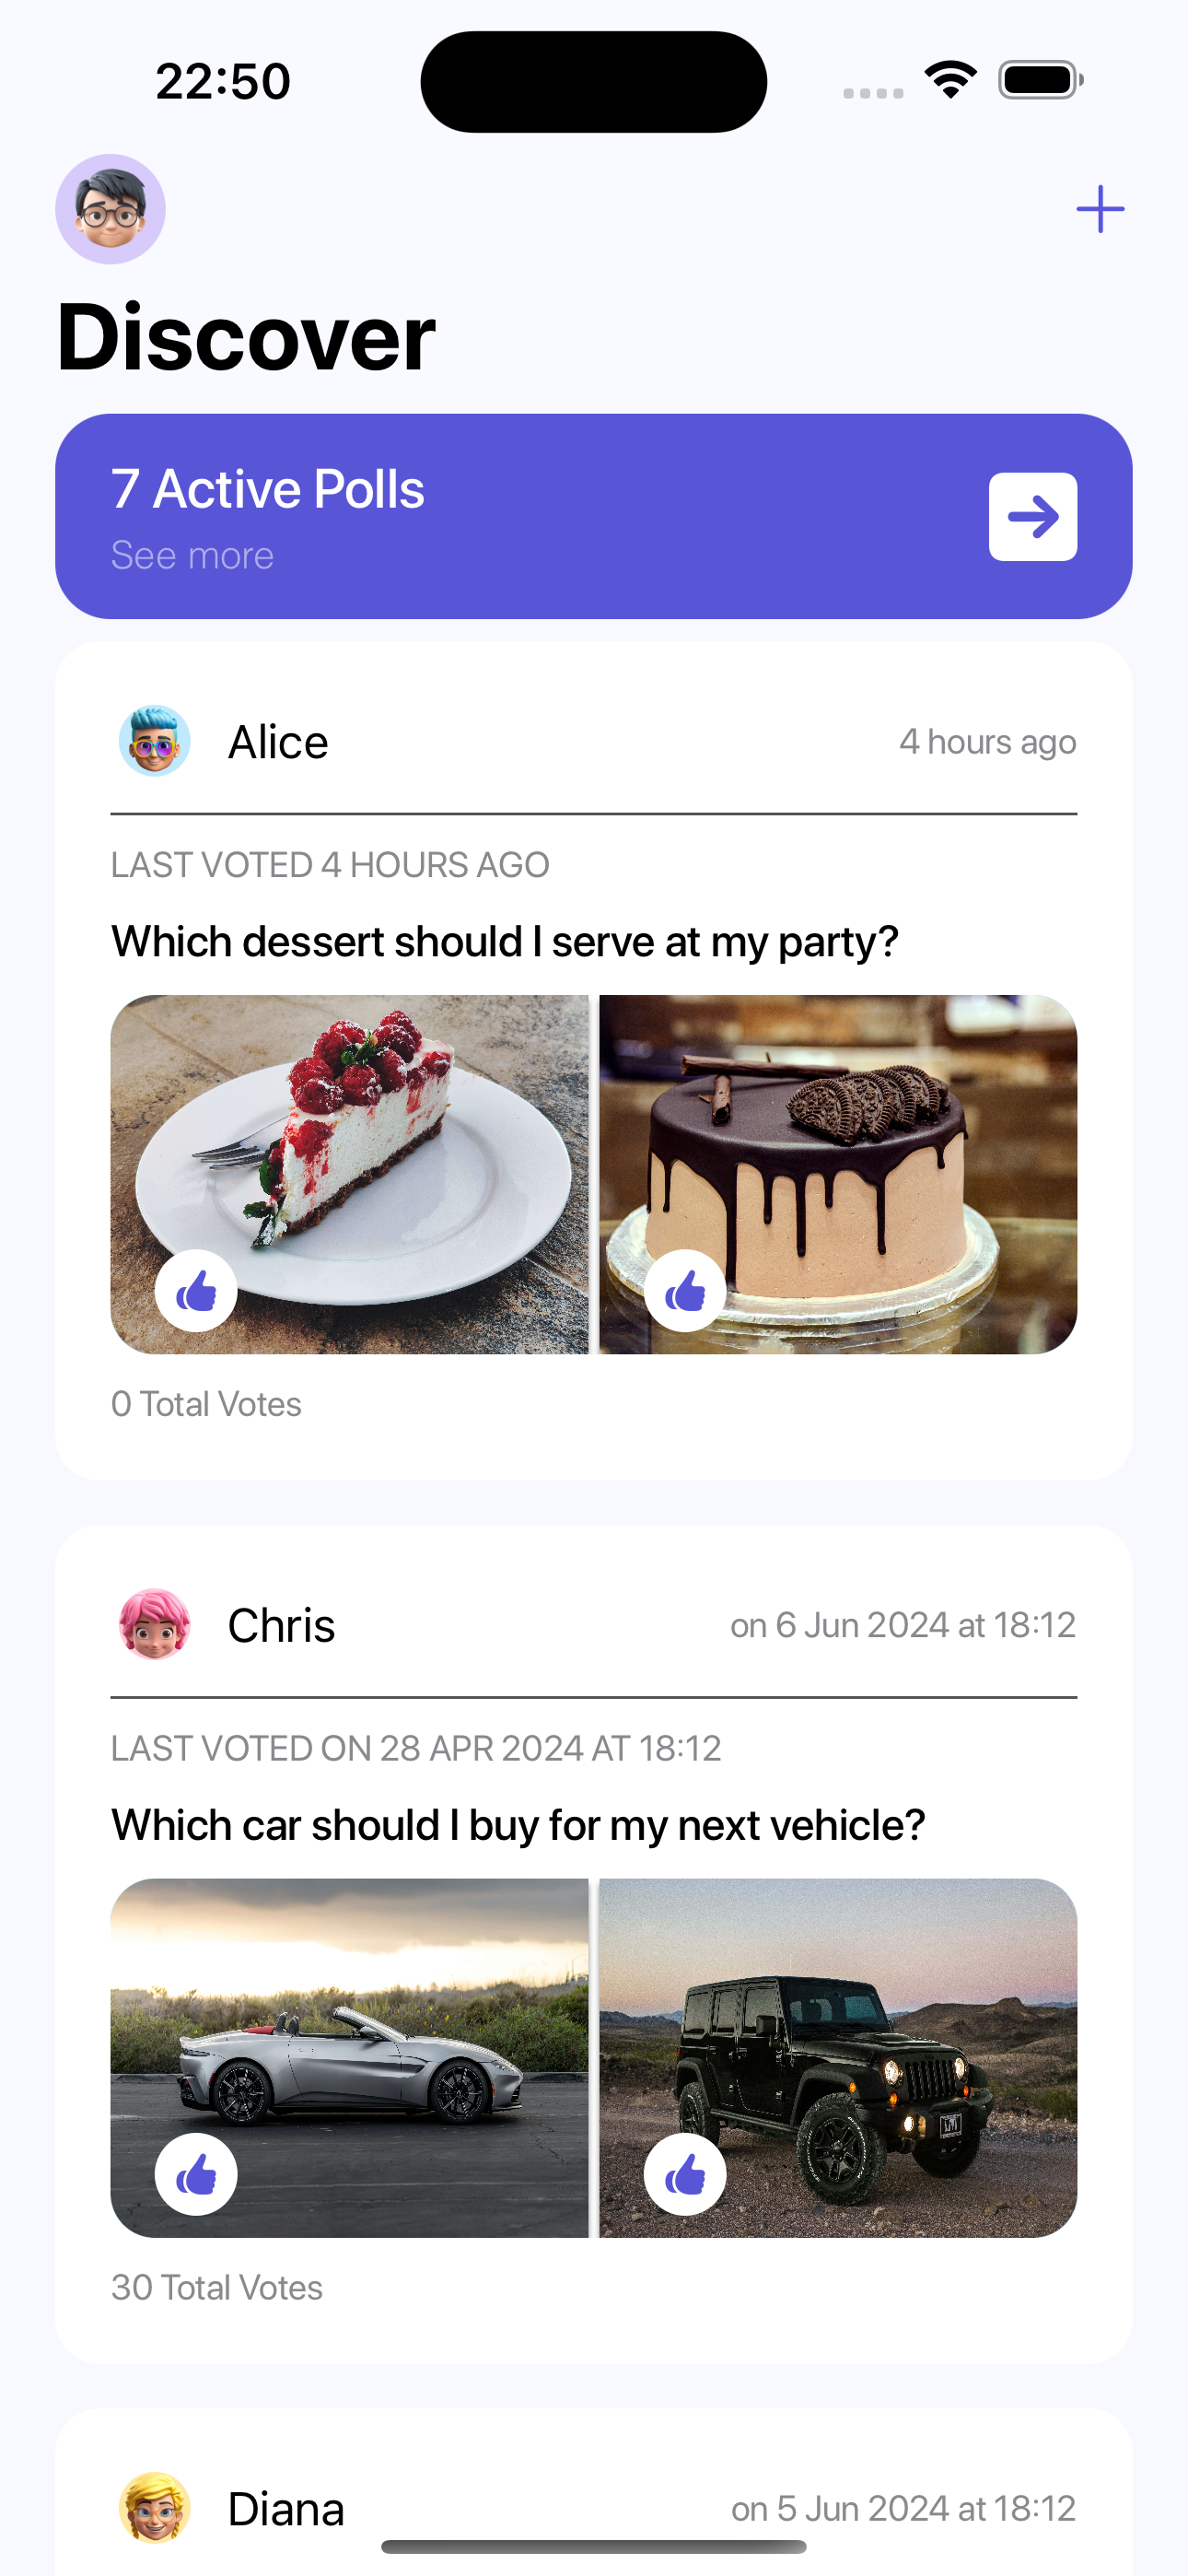 22:50
Discover
7 Active Polls
See more
Alice
4 hours ago
LAST VOTED 4 HOURS AGO
Which dessert should I serve at my party?
0 Total Votes
Chris
on 6 Jun 2024 at 18:12
LAST VOTED ON 28 APR 2024 AT 18:12
Which car should I buy for my next vehicle?
30 Total Votes
Diana
on 5 Jun 2024 at 18:12